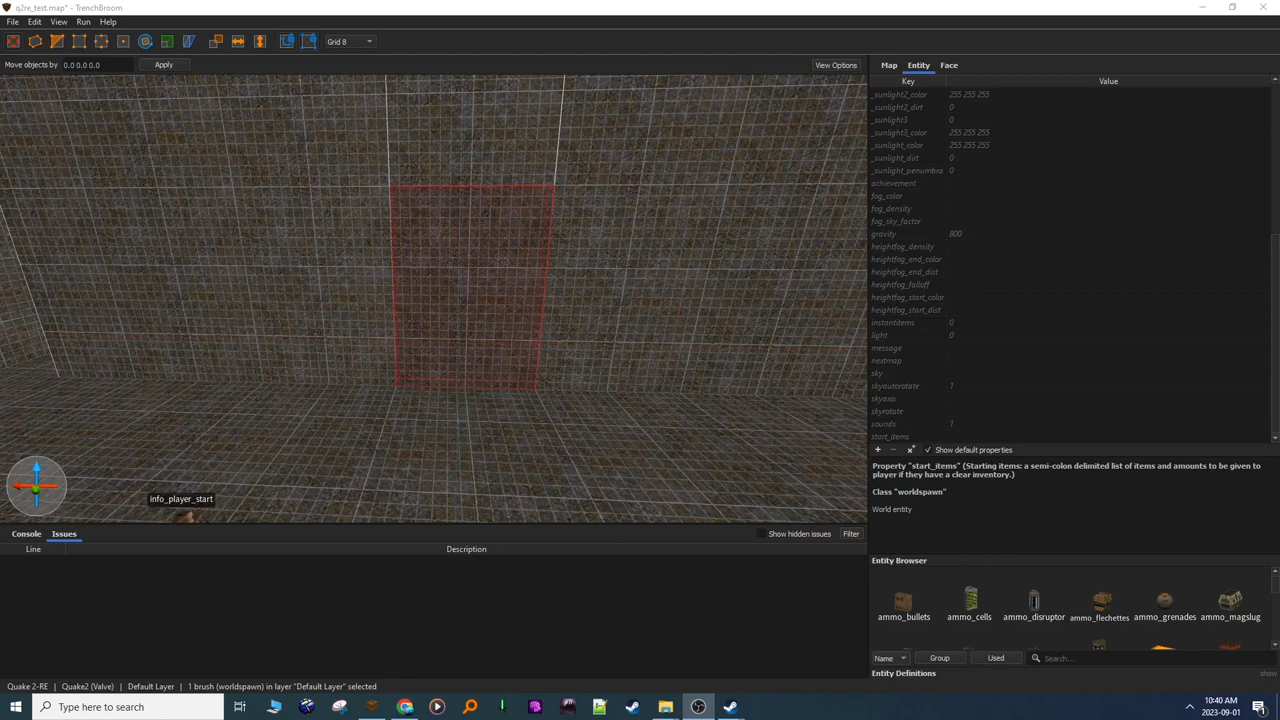 q2re_test.map* - TrenchBroom
File Edit View Run Help
Grid 8
Move objects by 0.0 0.0 0.0 Apply View Options
Map Entity Face
Key Value
_sunlight2_color 255 255 255
_sunlight2_dirt 0
_sunlight3 0
_sunlight3_color 255 255 255
_sunlight_color 255 255 255
_sunlight_dirt 0
_sunlight_penumbra 0
achievement
fog_color
fog_density
fog_sky_factor
gravity 800
heightfog_density
heightfog_end_color
heightfog_end_dist
heightfog_falloff
heightfog_start_color
heightfog_start_dist
instantitems 0
light 0
message
nextmap
sky
skyautorotate 1
skyaxis
skyrotate
sounds 1
start_items
Show default properties
Property "start_items" (Starting items: a semi-colon delimited list of items and amounts to be given to
player if they have a clear inventory.)
Class "worldspawn"
World entity
info_player_start
Console Issues Show hidden issues Filter
Line Description
Entity Browser
ammo_bullets ammo_cells ammo_disruptor ammo_flechettes ammo_grenades ammo_magslug
Name Group Used Search...
Entity Definitions show
Quake 2-RE Quake2 (Valve) Default Layer 1 brush (worldspawn) in layer "Default Layer" selected
Type here to search
10:40 AM
2023-09-01
1